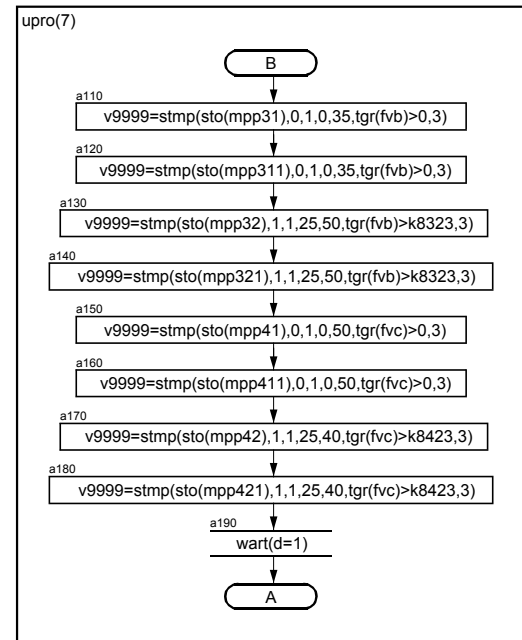 upro(7)
B
a110
v9999=stmp(sto(mpp31),0,1,0,35,tgr(fvb)>0,3)
a120
v9999=stmp(sto(mpp311),0,1,0,35,tgr(fvb)>0,3)
a130
v9999=stmp(sto(mpp32),1,1,25,50,tgr(fvb)>k8323,3)
a140
v9999=stmp(sto(mpp321),1,1,25,50,tgr(fvb)>k8323,3)
a150
v9999=stmp(sto(mpp41),0,1,0,50,tgr(fvc)>0,3)
a160
v9999=stmp(sto(mpp411),0,1,0,50,tgr(fvc)>0,3)
a170
v9999=stmp(sto(mpp42),1,1,25,40,tgr(fvc)>k8423,3)
a180
v9999=stmp(sto(mpp421),1,1,25,40,tgr(fvc)>k8423,3)
a190
wart(d=1)
A